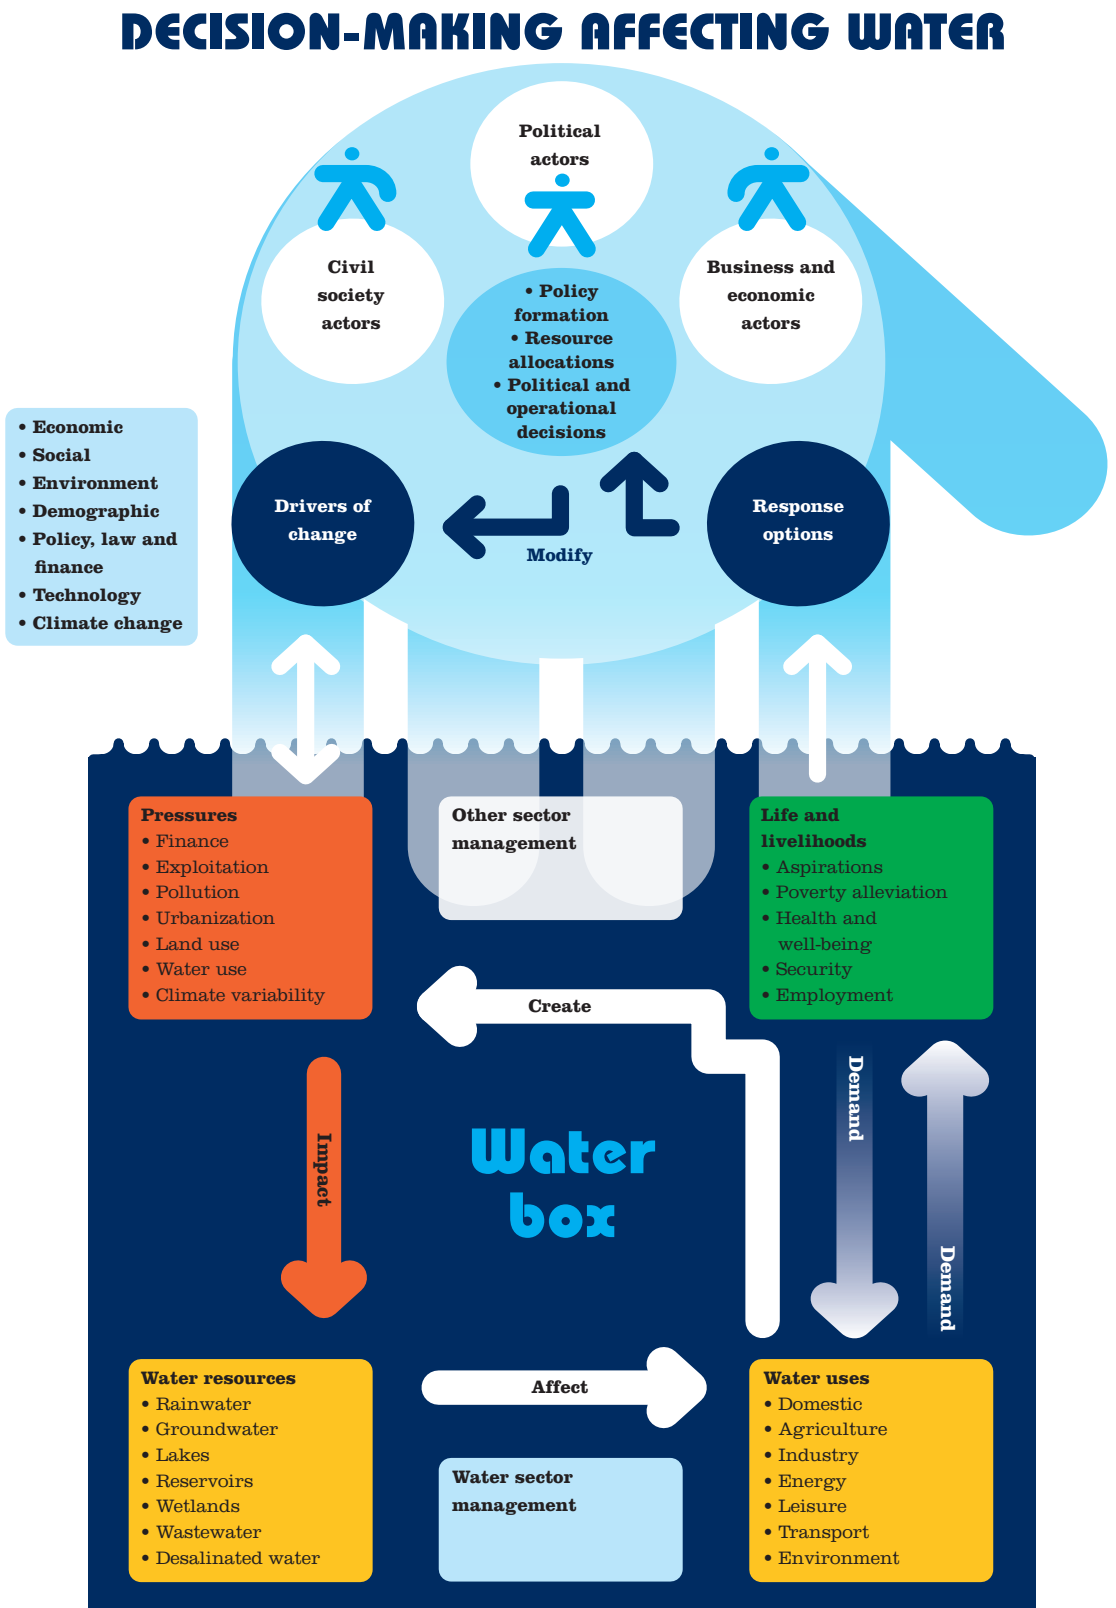 DECISION-MAKING AFFECTING WATER
Political
actors
Civil
society
actors
Business and
economic
actors
• Policy
formation
• Resource
allocations
• Political and
operational
decisions
• Economic
• Social
• Environment
• Demographic
• Policy, law and
finance
• Technology
• Climate change
Drivers of
change
Modify
Response
options
Pressures
• Finance
• Exploitation
• Pollution
• Urbanization
• Land use
• Water use
• Climate variability
Other sector
management
Life and
livelihoods
• Aspirations
• Poverty alleviation
• Health and
well-being
• Security
• Employment
Create
Impact
Water
box
Demand
Demand
Water resources
• Rainwater
• Groundwater
• Lakes
• Reservoirs
• Wetlands
• Wastewater
• Desalinated water
Affect
Water sector
management
Water uses
• Domestic
• Agriculture
• Industry
• Energy
• Leisure
• Transport
• Environment